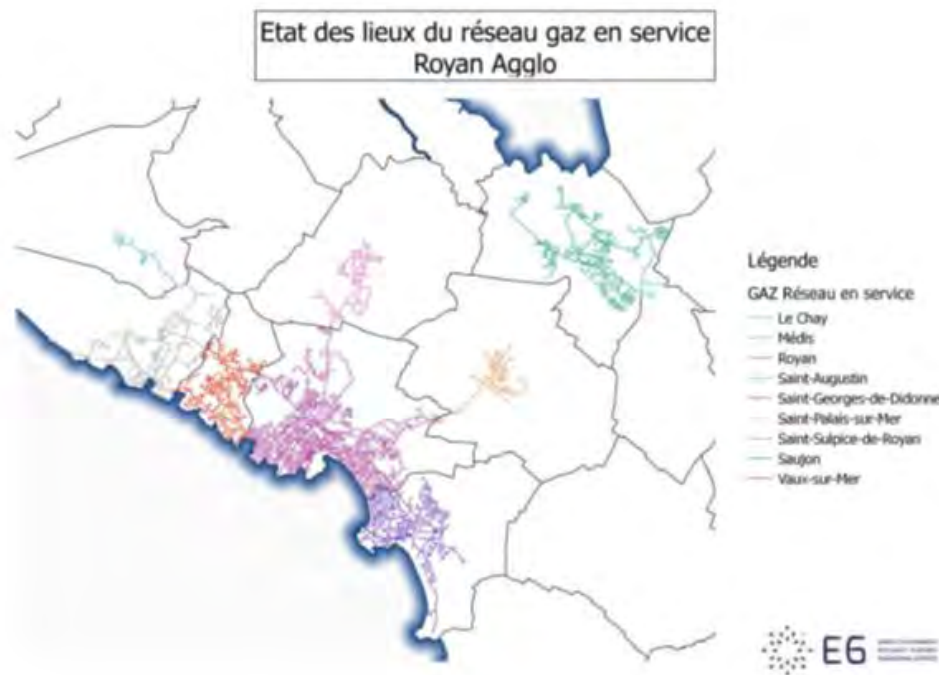 Etat des lieux du réseau gaz en service
Royan Agglo
Légende
GAZ Réseau en service
Le Chay
Médis
Royan
Saint-Augustin
Saint-Georges-de-Didonne
Saint-Palais-sur-Mer
Saint-Sulpice-de-Royan
Saujon
Vaux-sur-Mer
E6